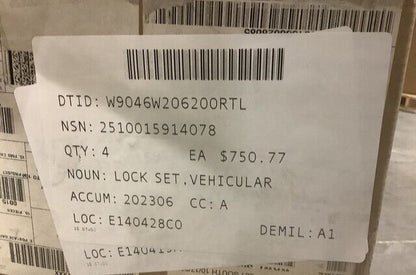 DTID: W9046W206200RTL
NSN: 2510015914078
QTY: 4 EA $750.77
NOUN: LOCK SET,VEHICULAR
ACCUM: 202306 CC: A
LOC: E140428C0 DEMIL: A1
LOC: